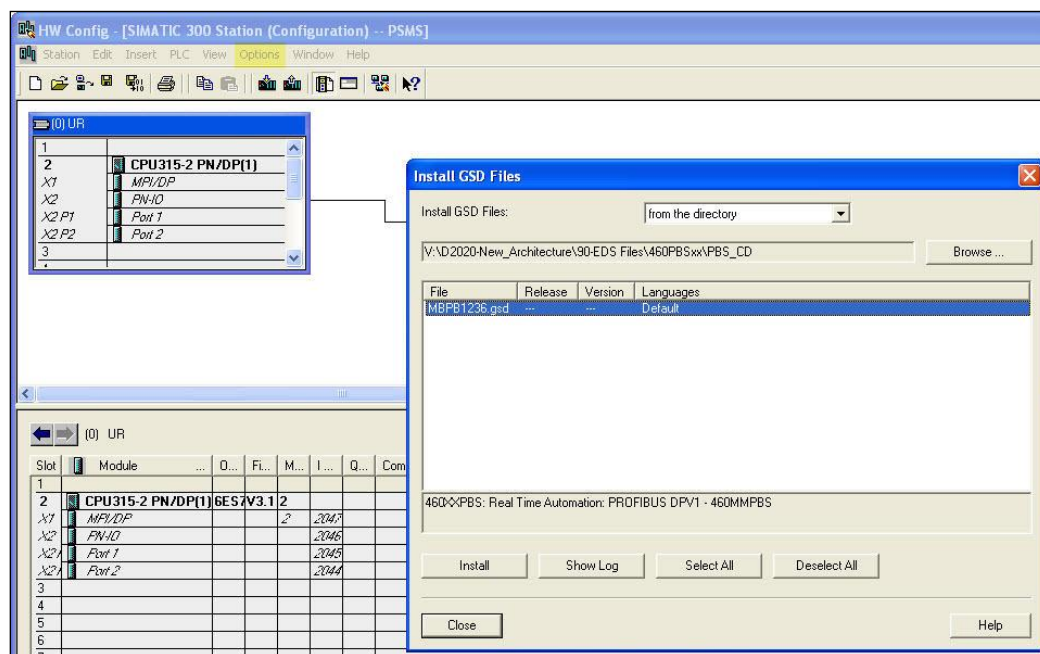 HW Config - [SIMATIC 300 Station (Configuration) -- PSMS]
Station Edit Insert PLC View Options Window Help
(0) UR
1
2 CPU315-2 PN/DP(1)
X1 MPI/DP
X2 PN-IO
X2 P1 Port 1
X2 P2 Port 2
3
Install GSD Files
Install GSD Files: from the directory
V:\D2020-New_Architecture\90-EDS Files\460PBSxx\PBS_CD Browse ...
File Release Version Languages
MBPB1236.gsd --- --- Default
460XXPBS: Real Time Automation: PROFIBUS DPV1 - 460MMPBS
Install Show Log Select All Deselect All
Close Help
(0) UR
Slot Module ... O... Fi... M... I ... Q... Com
1
2 CPU315-2 PN/DP(1) 6ES7 V3.1 2
X1 MPI/DP 2 2047
X2 PN-IO 2046
X2 Port 1 2045
X2 Port 2 2044
3
4
5
6